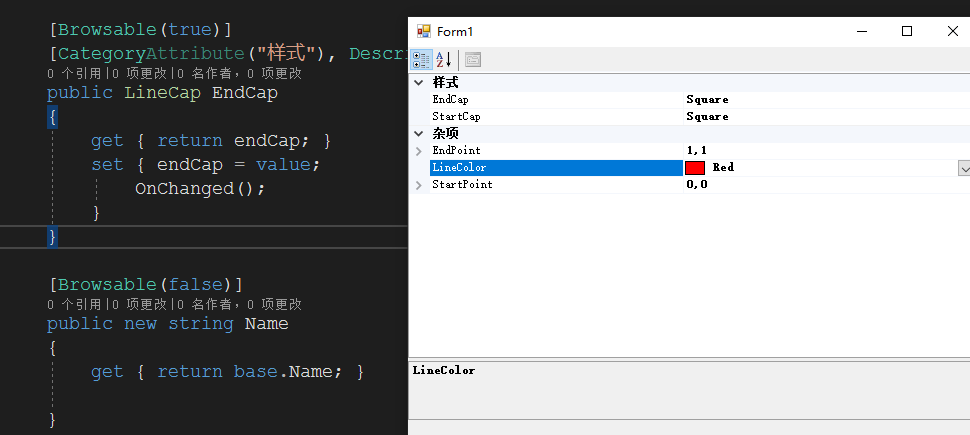 [Browsable(true)]
[CategoryAttribute("样式"), Descri
0 个引用|0 项更改|0 名作者，0 项更改
public LineCap EndCap
{
get { return endCap; }
set { endCap = value;
OnChanged();
}
}
[Browsable(false)]
0 个引用|0 项更改|0 名作者，0 项更改
public new string Name
{
get { return base.Name; }
}
Form1
样式
EndCap Square
StartCap Square
杂项
EndPoint 1,1
LineColor Red
StartPoint 0,0
LineColor